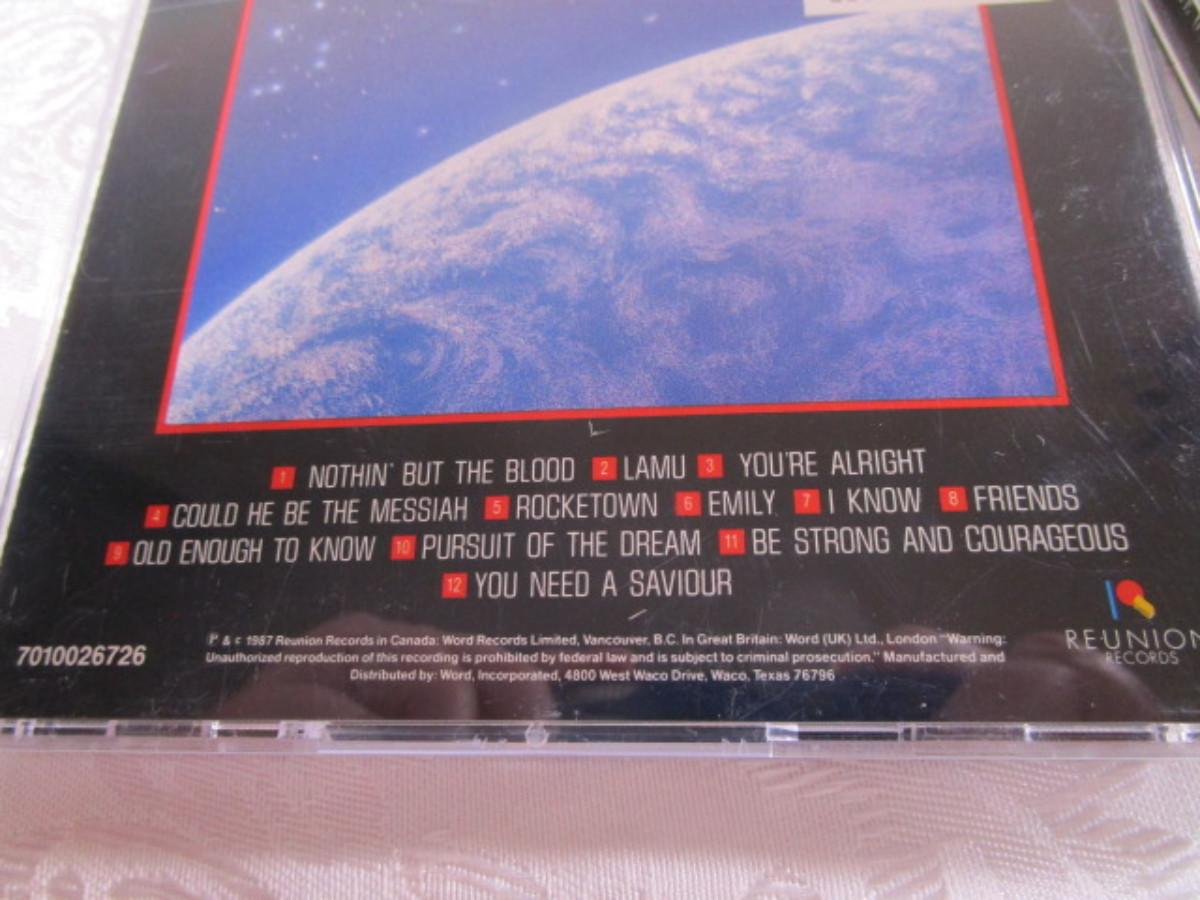 1 NOTHIN' BUT THE BLOOD 2 LAMU 3 YOU'RE ALRIGHT
4 COULD HE BE THE MESSIAH 5 ROCKETOWN 6 EMILY 7 I KNOW 8 FRIENDS
9 OLD ENOUGH TO KNOW 10 PURSUIT OF THE DREAM 11 BE STRONG AND COURAGEOUS
12 YOU NEED A SAVIOUR
7010026726
P & c 1987 Reunion Records in Canada: Word Records Limited, Vancouver, B.C. In Great Britain: Word (UK) Ltd., London "Warning:
Unauthorized reproduction of this recording is prohibited by federal law and is subject to criminal prosecution." Manufactured and
Distributed by: Word, Incorporated, 4800 West Waco Drive, Waco, Texas 76796
REUNION
RECORDS